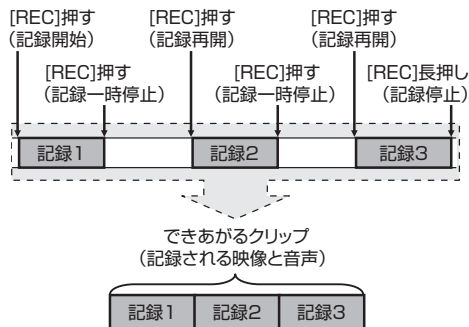 [REC]押す
(記録開始)
[REC]押す
(記録再開)
[REC]押す
(記録再開)
[REC]押す
(記録一時停止)
[REC]押す
(記録一時停止)
[REC]長押し
(記録停止)
記録1
記録2
記録3
できあがるクリップ
(記録される映像と音声)
記録1
記録2
記録3